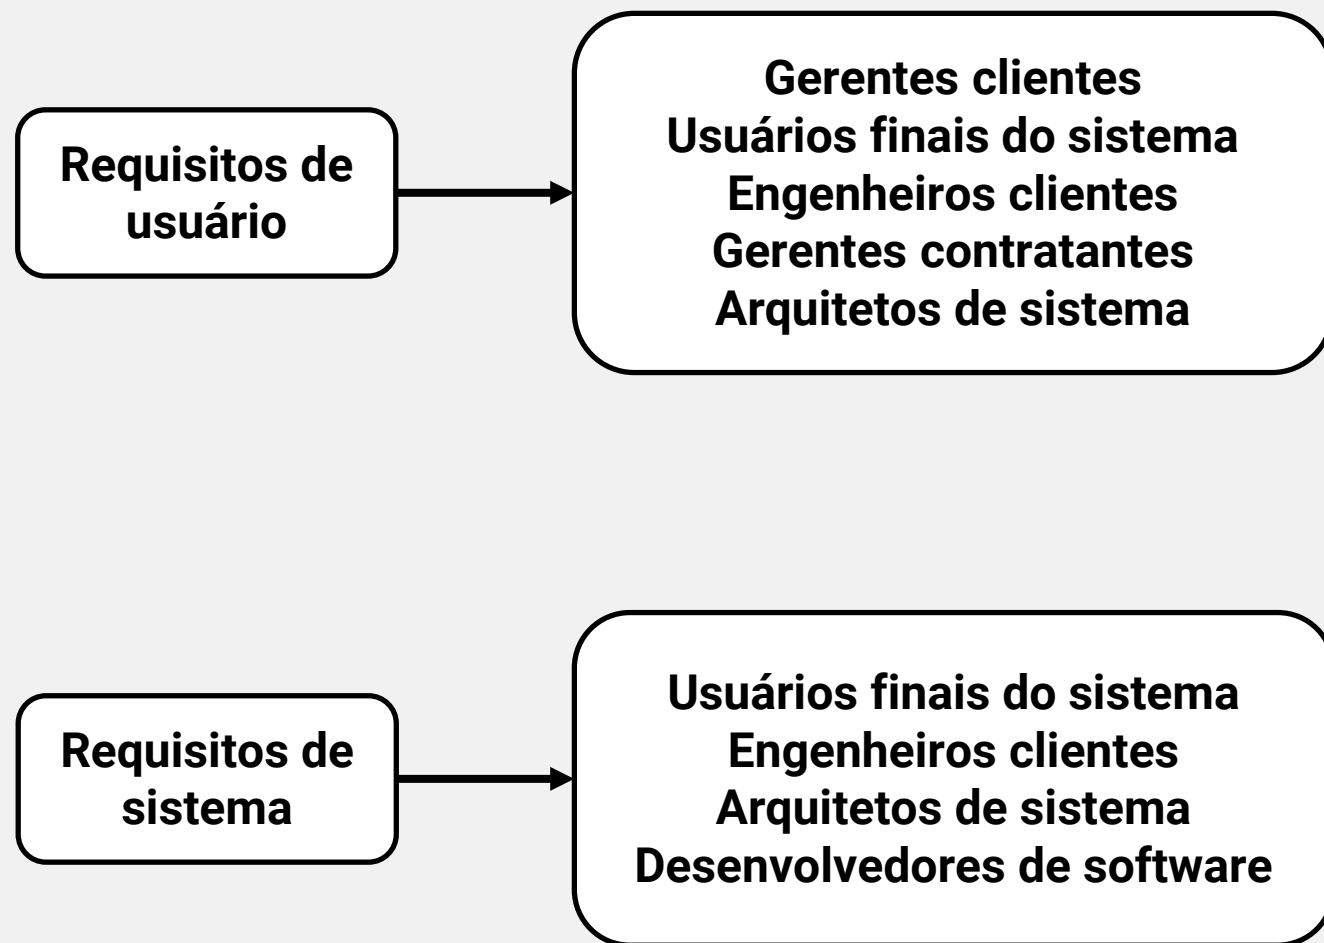 Requisitos de
usuário
Gerentes clientes
Usuários finais do sistema
Engenheiros clientes
Gerentes contratantes
Arquitetos de sistema
Requisitos de
sistema
Usuários finais do sistema
Engenheiros clientes
Arquitetos de sistema
Desenvolvedores de software